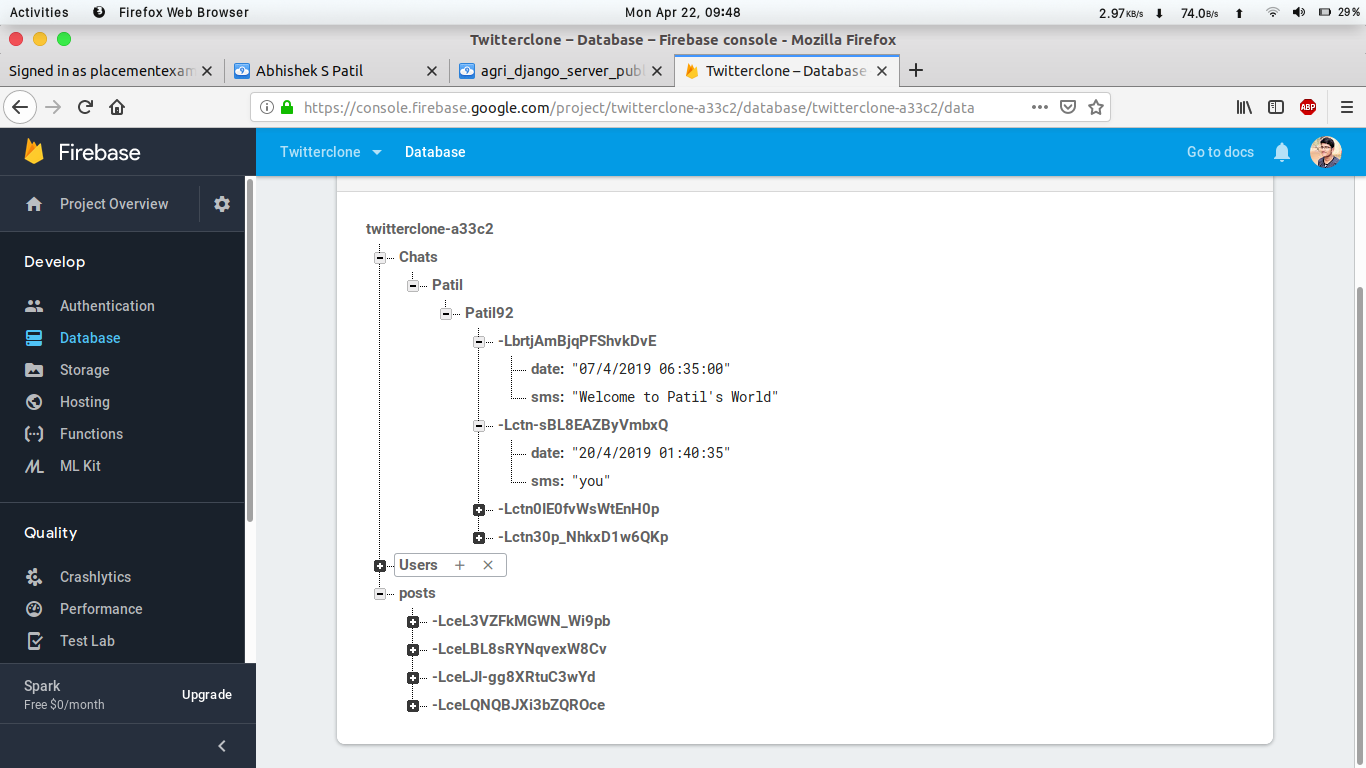 Activities Firefox Web Browser Mon Apr 22, 09:48 2.97KB/s 74.0B/s 29%
Twitterclone – Database – Firebase console - Mozilla Firefox
Signed in as placementexam Abhishek S Patil agri_django_server_publ Twitterclone – Database
https://console.firebase.google.com/project/twitterclone-a33c2/database/twitterclone-a33c2/data ABP
Firebase Twitterclone Database Go to docs
Project Overview
Develop
Authentication
Database
Storage
Hosting
Functions
ML Kit
Quality
Crashlytics
Performance
Test Lab
Spark
Free $0/month
Upgrade
twitterclone-a33c2
Chats
Patil
Patil92
-LbrtjAmBjqPFShvkDvE
date: "07/4/2019 06:35:00"
sms: "Welcome to Patil's World"
-Lctn-sBL8EAZByVmbxQ
date: "20/4/2019 01:40:35"
sms: "you"
-Lctn0IE0fvWsWtEnH0p
-Lctn30p_NhkxD1w6QKp
Users
posts
-LceL3VZFkMGWN_Wi9pb
-LceLBL8sRYNqvexW8Cv
-LceLJI-gg8XRtuC3wYd
-LceLQNQBJXi3bZQROce